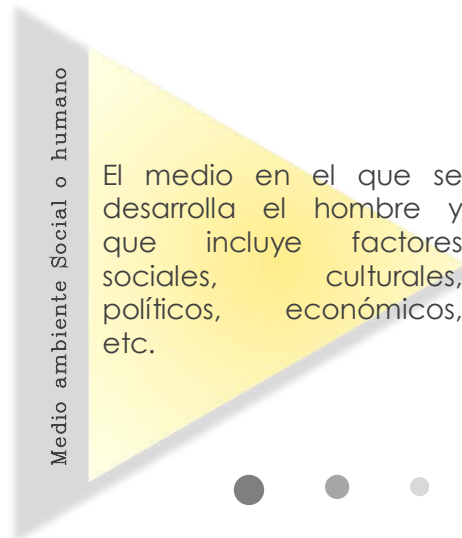 Medio ambiente Social o humano
El medio en el que se
desarrolla el hombre y
que incluye factores
sociales, culturales,
políticos, económicos,
etc.